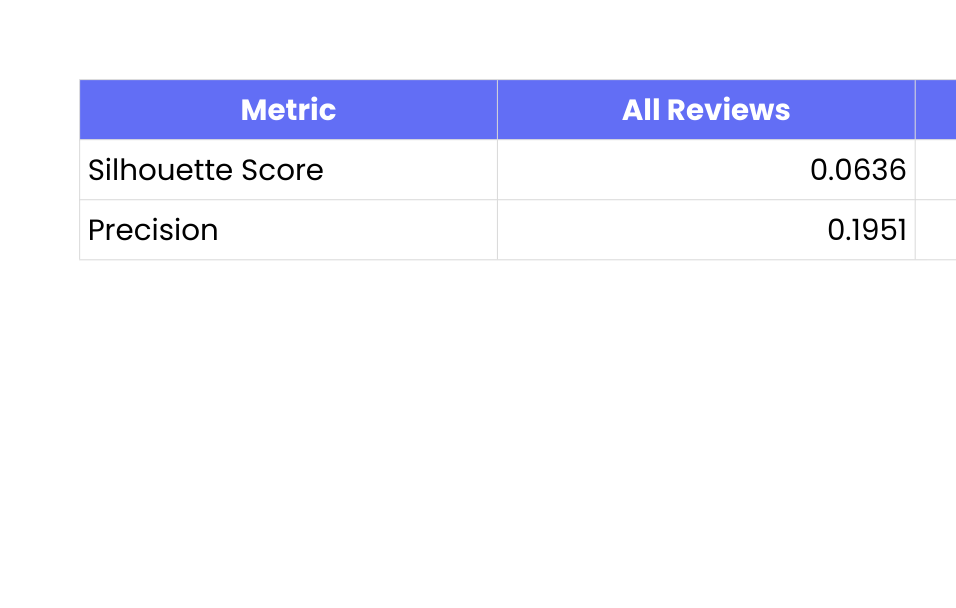 Metric All Reviews
Silhouette Score 0.0636
Precision 0.1951